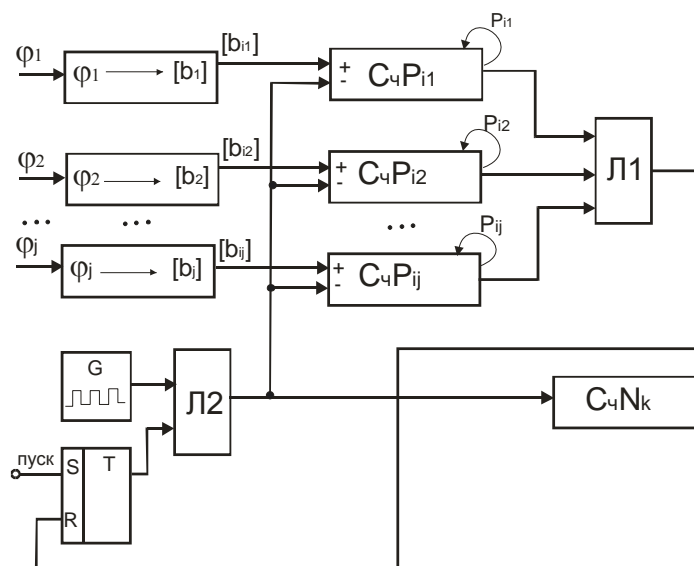 φ1
φ1 [b1]
[bi1]
+
-
СчPi1
Pi1
φ2
φ2 [b2]
[bi2]
+
-
СчPi2
Pi2
Л1
...
...
...
φj
φj [bj]
[bij]
+
-
СчPij
Pij
G
Л2
СчNk
пуск
S
T
R